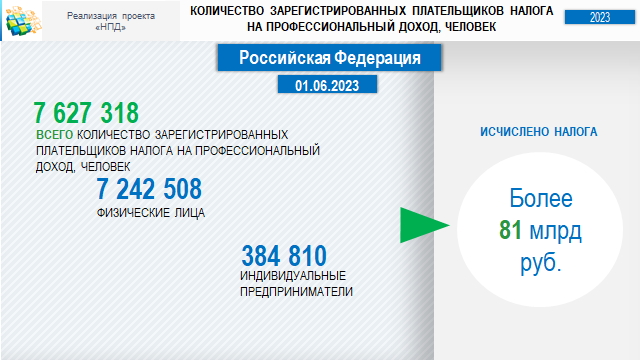 Реализация проекта
«НПД»
КОЛИЧЕСТВО ЗАРЕГИСТРИРОВАННЫХ ПЛАТЕЛЬЩИКОВ НАЛОГА
НА ПРОФЕССИОНАЛЬНЫЙ ДОХОД, ЧЕЛОВЕК
2023
Российская Федерация
01.06.2023
7 627 318
ВСЕГО КОЛИЧЕСТВО ЗАРЕГИСТРИРОВАННЫХ
ПЛАТЕЛЬЩИКОВ НАЛОГА НА ПРОФЕССИОНАЛЬНЫЙ
ДОХОД, ЧЕЛОВЕК
7 242 508
ФИЗИЧЕСКИЕ ЛИЦА
384 810
ИНДИВИДУАЛЬНЫЕ
ПРЕДПРИНИМАТЕЛИ
ИСЧИСЛЕНО НАЛОГА
Более
81 млрд
руб.